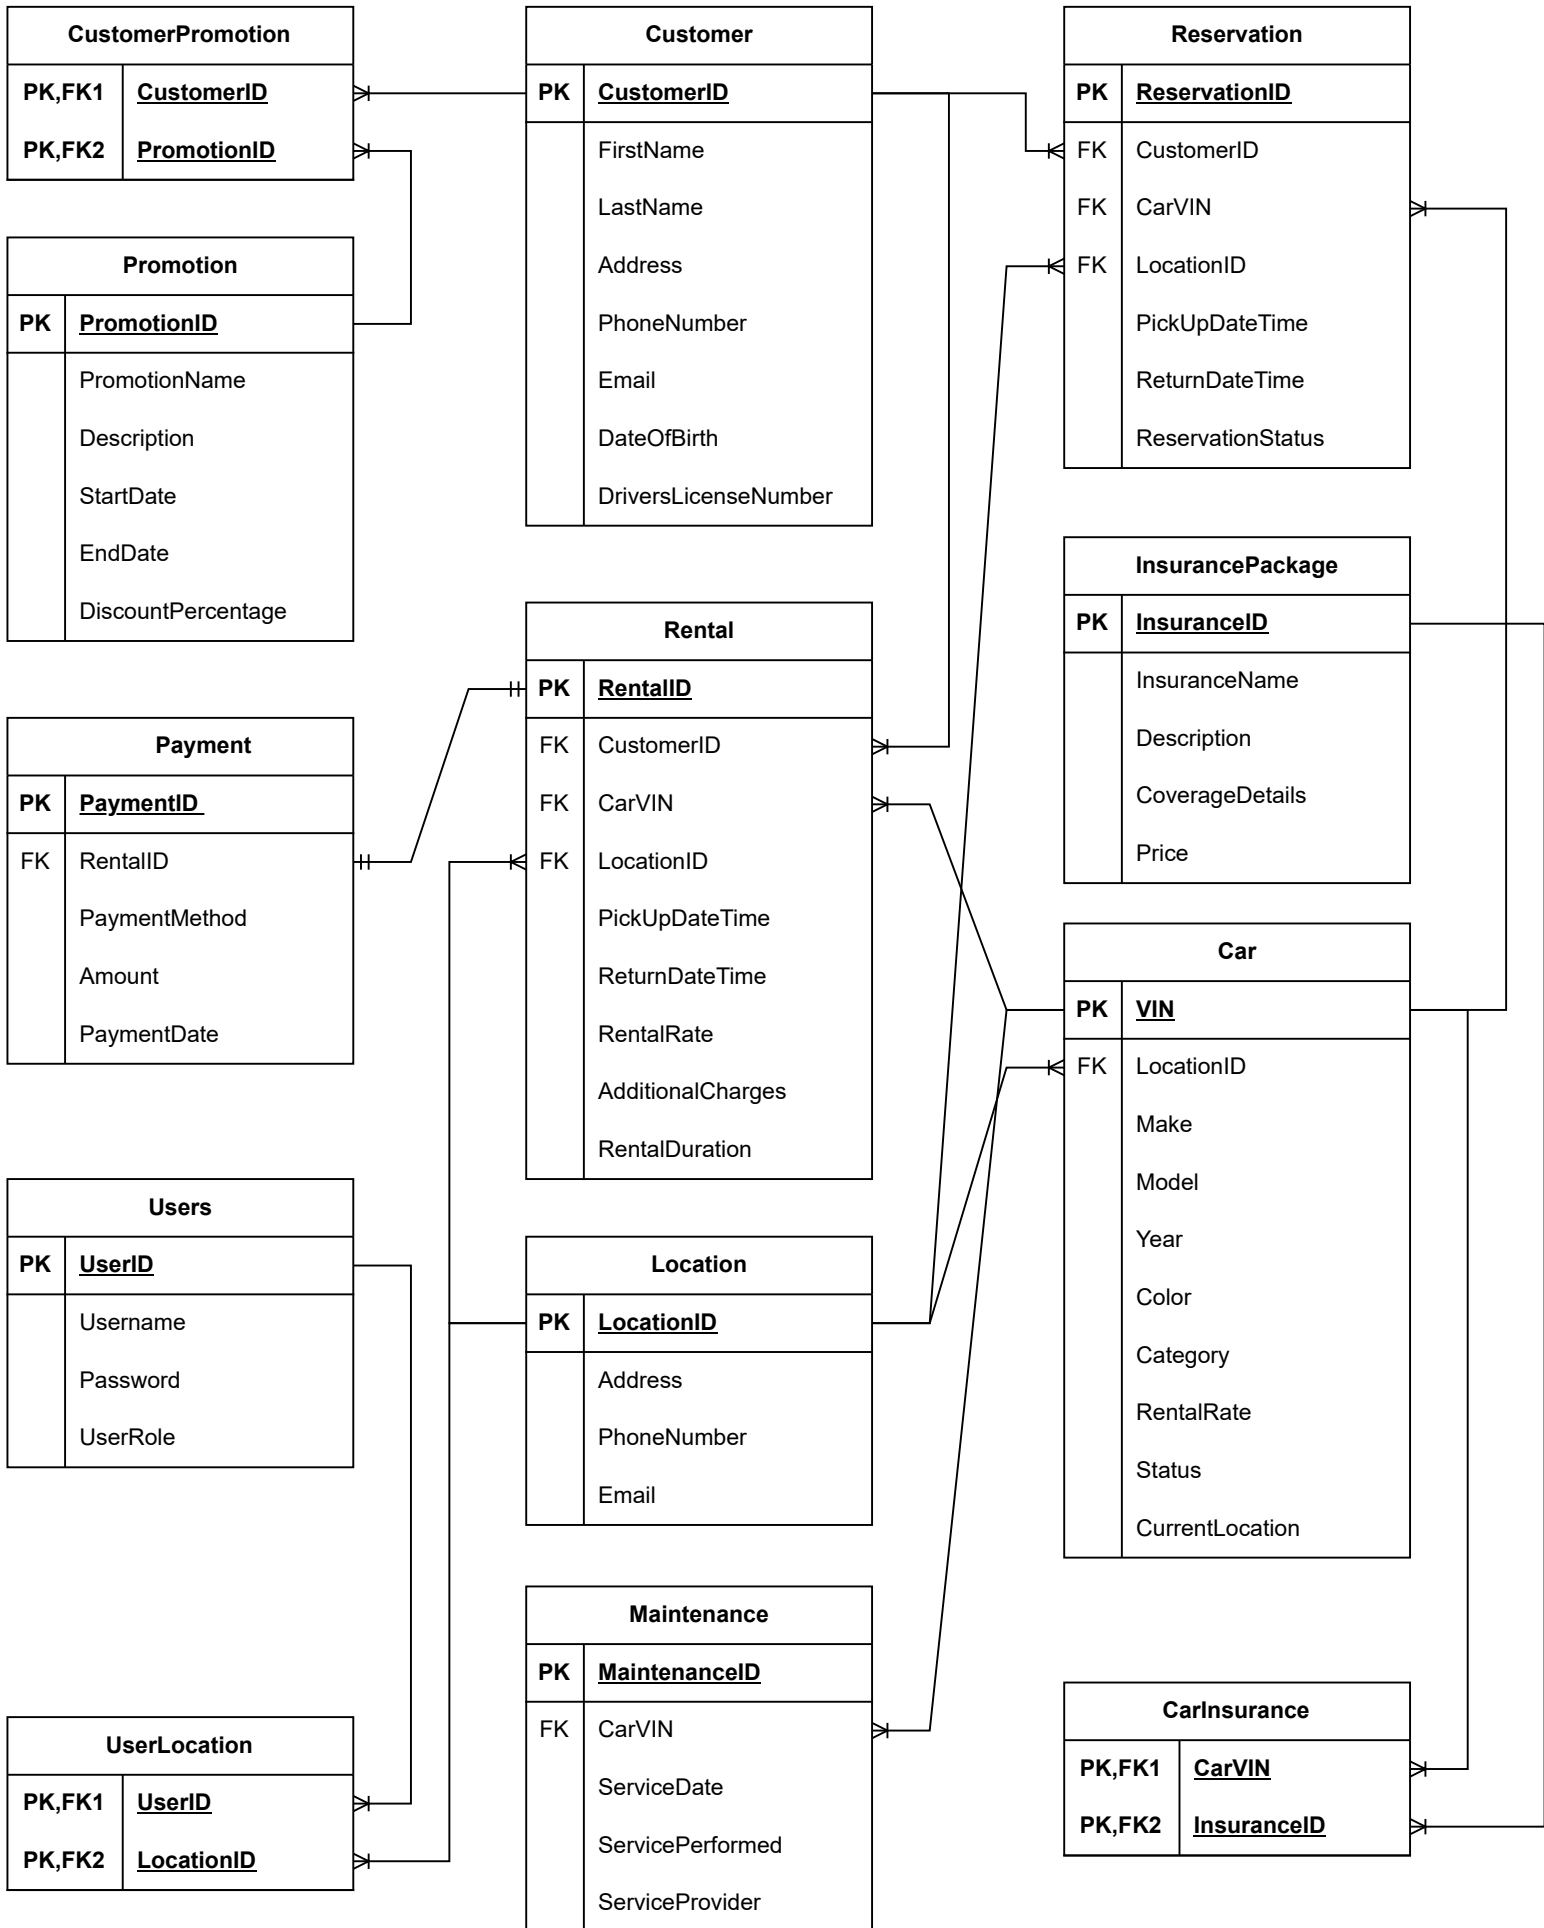 CustomerPromotion
PK,FK1 CustomerID
PK,FK2 PromotionID
Promotion
PK PromotionID
PromotionName
Description
StartDate
EndDate
DiscountPercentage
Payment
PK PaymentID
FK RentalID
PaymentMethod
Amount
PaymentDate
Users
PK UserID
Username
Password
UserRole
UserLocation
PK,FK1 UserID
PK,FK2 LocationID
Customer
PK CustomerID
FirstName
LastName
Address
PhoneNumber
Email
DateOfBirth
DriversLicenseNumber
Rental
PK RentalID
FK CustomerID
FK CarVIN
FK LocationID
PickUpDateTime
ReturnDateTime
RentalRate
AdditionalCharges
RentalDuration
Location
PK LocationID
Address
PhoneNumber
Email
Maintenance
PK MaintenanceID
FK CarVIN
ServiceDate
ServicePerformed
ServiceProvider
Reservation
PK ReservationID
FK CustomerID
FK CarVIN
FK LocationID
PickUpDateTime
ReturnDateTime
ReservationStatus
InsurancePackage
PK InsuranceID
InsuranceName
Description
CoverageDetails
Price
Car
PK VIN
FK LocationID
Make
Model
Year
Color
Category
RentalRate
Status
CurrentLocation
CarInsurance
PK,FK1 CarVIN
PK,FK2 InsuranceID